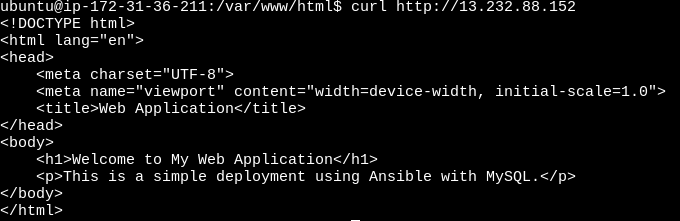 ubuntu@ip-172-31-36-211:/var/www/html$ curl http://13.232.88.152
<!DOCTYPE html>
<html lang="en">
<head>
    <meta charset="UTF-8">
    <meta name="viewport" content="width=device-width, initial-scale=1.0">
    <title>Web Application</title>
</head>
<body>
    <h1>Welcome to My Web Application</h1>
    <p>This is a simple deployment using Ansible with MySQL.</p>
</body>
</html>